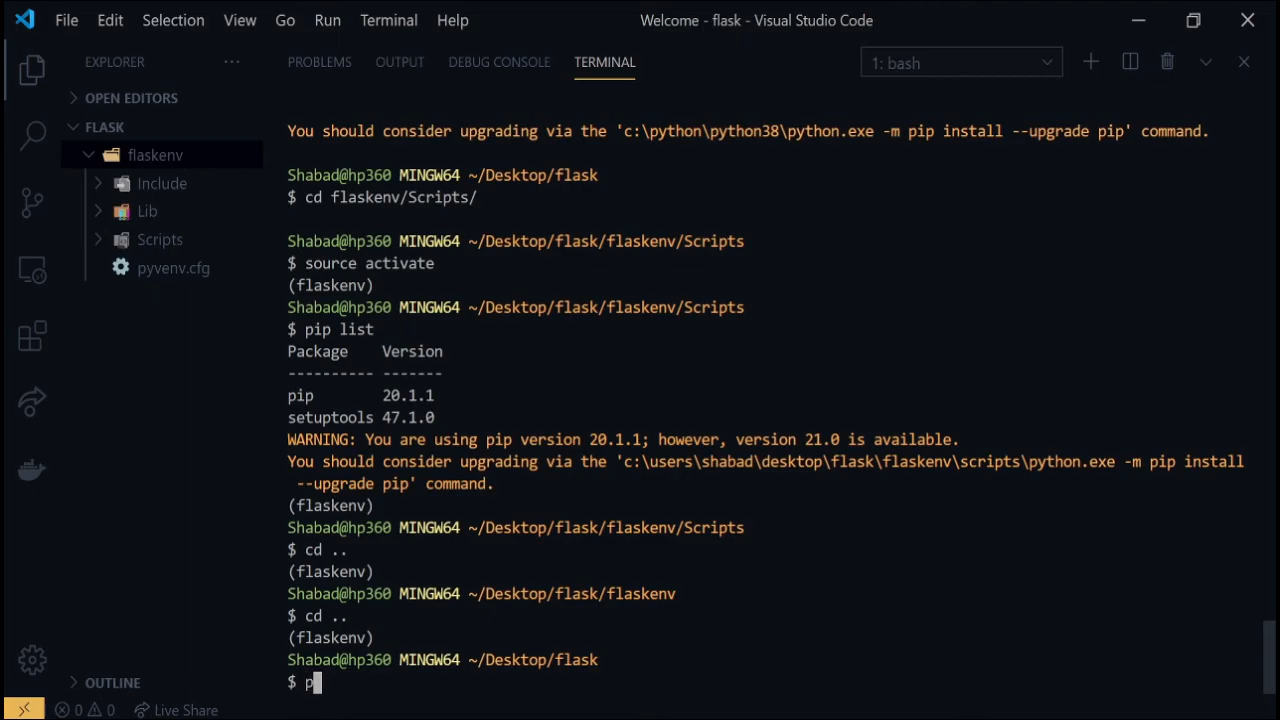 File Edit Selection View Go Run Terminal Help Welcome - flask - Visual Studio Code
EXPLORER ··· PROBLEMS OUTPUT DEBUG CONSOLE TERMINAL 1: bash
OPEN EDITORS
FLASK
flaskenv
Include
Lib
Scripts
pyvenv.cfg
You should consider upgrading via the 'c:\python\python38\python.exe -m pip install --upgrade pip' command.
Shabad@hp360 MINGW64 ~/Desktop/flask
$ cd flaskenv/Scripts/
Shabad@hp360 MINGW64 ~/Desktop/flask/flaskenv/Scripts
$ source activate
(flaskenv)
Shabad@hp360 MINGW64 ~/Desktop/flask/flaskenv/Scripts
$ pip list
Package    Version
---------- -------
pip        20.1.1
setuptools 47.1.0
WARNING: You are using pip version 20.1.1; however, version 21.0 is available.
You should consider upgrading via the 'c:\users\shabad\desktop\flask\flaskenv\scripts\python.exe -m pip install
--upgrade pip' command.
(flaskenv)
Shabad@hp360 MINGW64 ~/Desktop/flask/flaskenv/Scripts
$ cd ..
(flaskenv)
Shabad@hp360 MINGW64 ~/Desktop/flask/flaskenv
$ cd ..
(flaskenv)
Shabad@hp360 MINGW64 ~/Desktop/flask
$ p
OUTLINE
0 0 Live Share